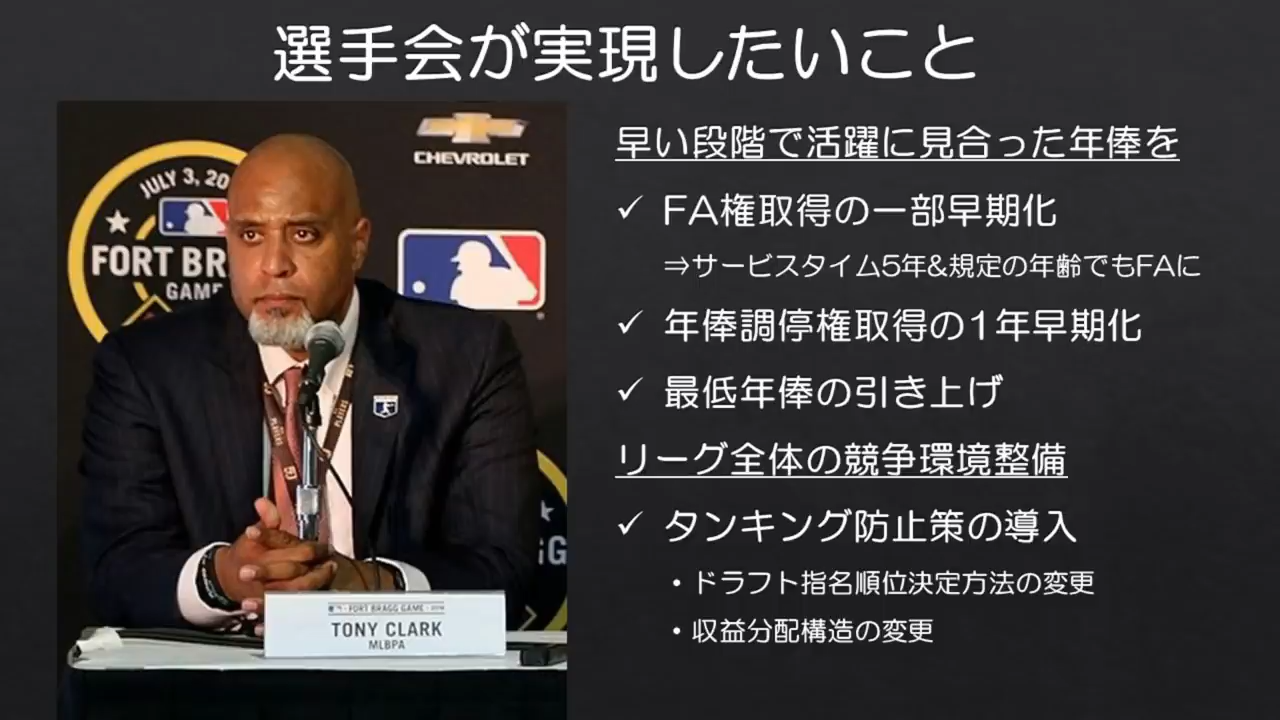 選手会が実現したいこと
CHEVROLET
JULY 3, 20
FORT BR
GAME
早い段階で活躍に見合った年俸を
✓ FA権取得の一部早期化
⇒サービスタイム5年&規定の年齢でもFAに
✓ 年俸調停権取得の1年早期化
✓ 最低年俸の引き上げ
リーグ全体の競争環境整備
✓ タンキング防止策の導入
・ドラフト指名順位決定方法の変更
・収益分配構造の変更
FORT BRAGG GAME
TONY CLARK
MLBPA